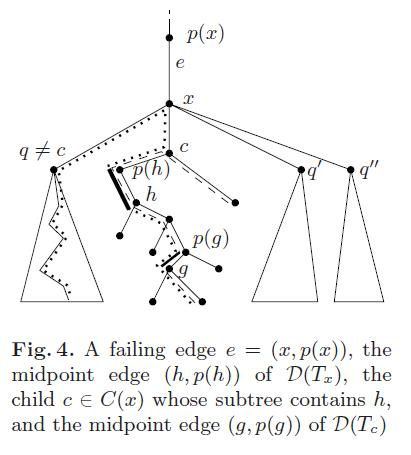 p(x)
e
x
c
q ≠ c
p(h)
q′
q″
h
p(g)
g
Fig. 4. A failing edge e = (x, p(x)), the
midpoint edge (h, p(h)) of 𝒟(Tₓ), the
child c ∈ C(x) whose subtree contains h,
and the midpoint edge (g, p(g)) of 𝒟(T_c)